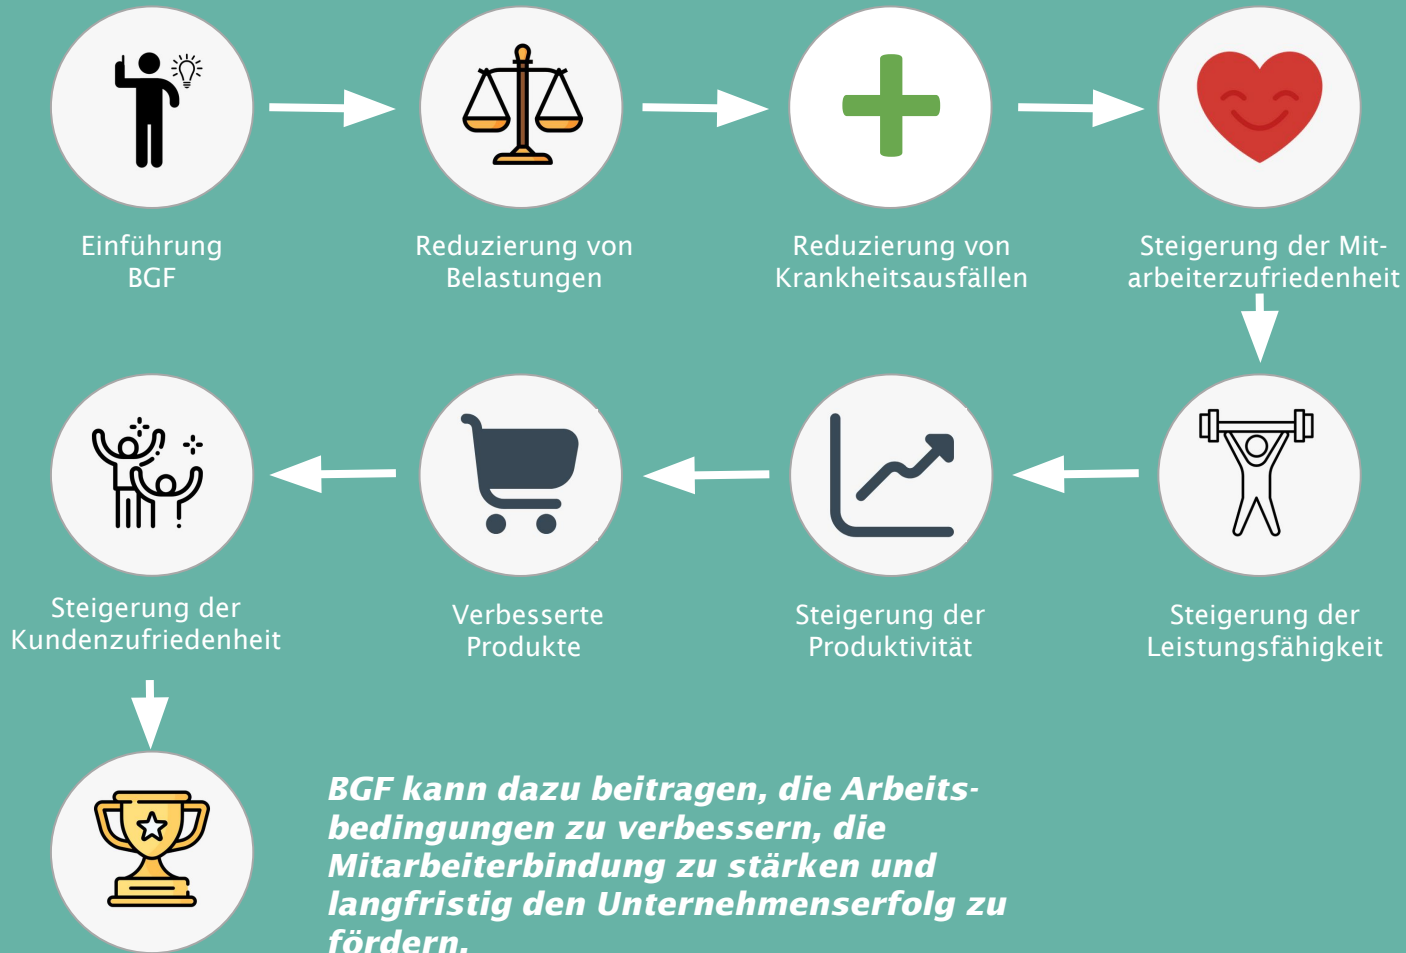 Einführung
BGF
Reduzierung von
Belastungen
Reduzierung von
Krankheitsausfällen
Steigerung der Mit-
arbeiterzufriedenheit
Steigerung der
Kundenzufriedenheit
Verbesserte
Produkte
Steigerung der
Produktivität
Steigerung der
Leistungsfähigkeit
BGF kann dazu beitragen, die Arbeits-
bedingungen zu verbessern, die
Mitarbeiterbindung zu stärken und
langfristig den Unternehmenserfolg zu
fördern.